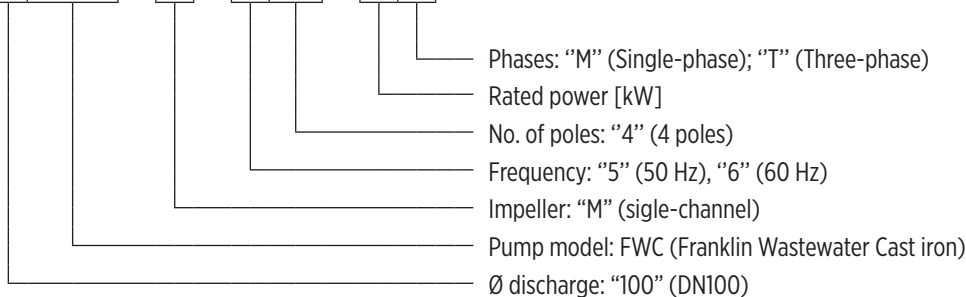 Phases: ‘’M’’ (Single-phase); ‘’T’’ (Three-phase)
Rated power [kW]
No. of poles: ‘’4’’ (4 poles)
Frequency: ‘’5’’ (50 Hz), ‘’6’’ (60 Hz)
Impeller: “M” (sigle-channel)
Pump model: FWC (Franklin Wastewater Cast iron)
Ø discharge: “100” (DN100)